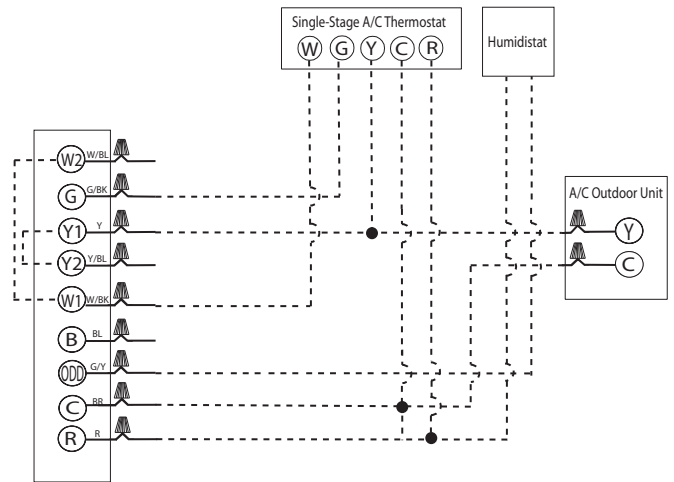 Single-Stage A/C Thermostat
W G Y C R
Humidistat
W2 W/BL
G G/BK
Y1 Y
Y2 Y/BL
W1 W/BK
B BL
ODD G/Y
C BR
R R
A/C Outdoor Unit
Y
C